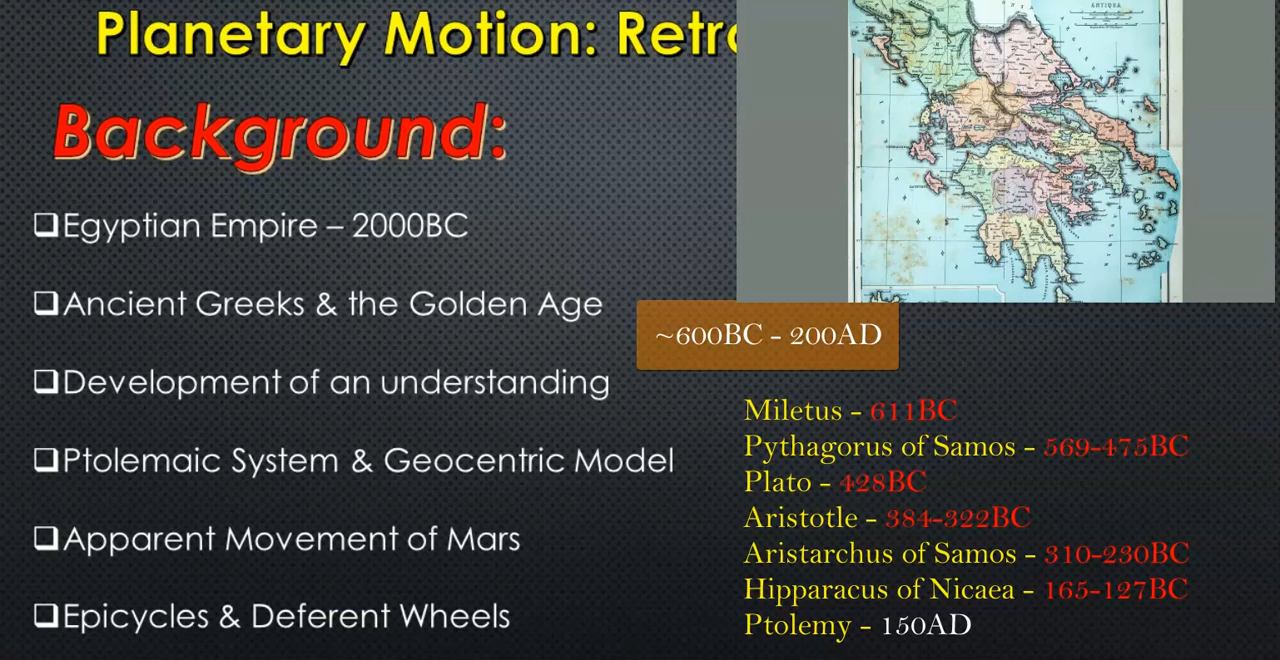 Planetary Motion: Retro
ANTIQUA
Background:
Egyptian Empire – 2000BC
Ancient Greeks & the Golden Age
~600BC - 200AD
Development of an understanding
Ptolemaic System & Geocentric Model
Apparent Movement of Mars
Epicycles & Deferent Wheels
Miletus - 611BC
Pythagorus of Samos - 569-475BC
Plato - 428BC
Aristotle - 384-322BC
Aristarchus of Samos - 310-230BC
Hipparacus of Nicaea - 165-127BC
Ptolemy - 150AD